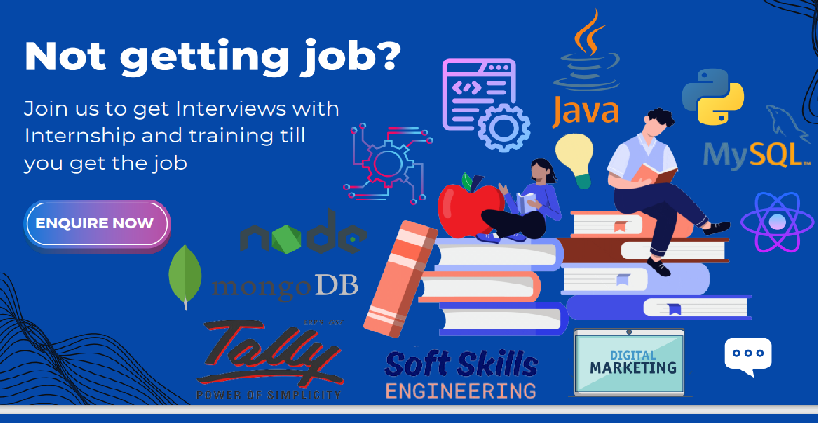 Not getting job?
Join us to get Interviews with
Internship and training till
you get the job
ENQUIRE NOW
Java
MySQL
node
mongoDB
Tally
POWER OF SIMPLICITY
Soft Skills
ENGINEERING
DIGITAL
MARKETING